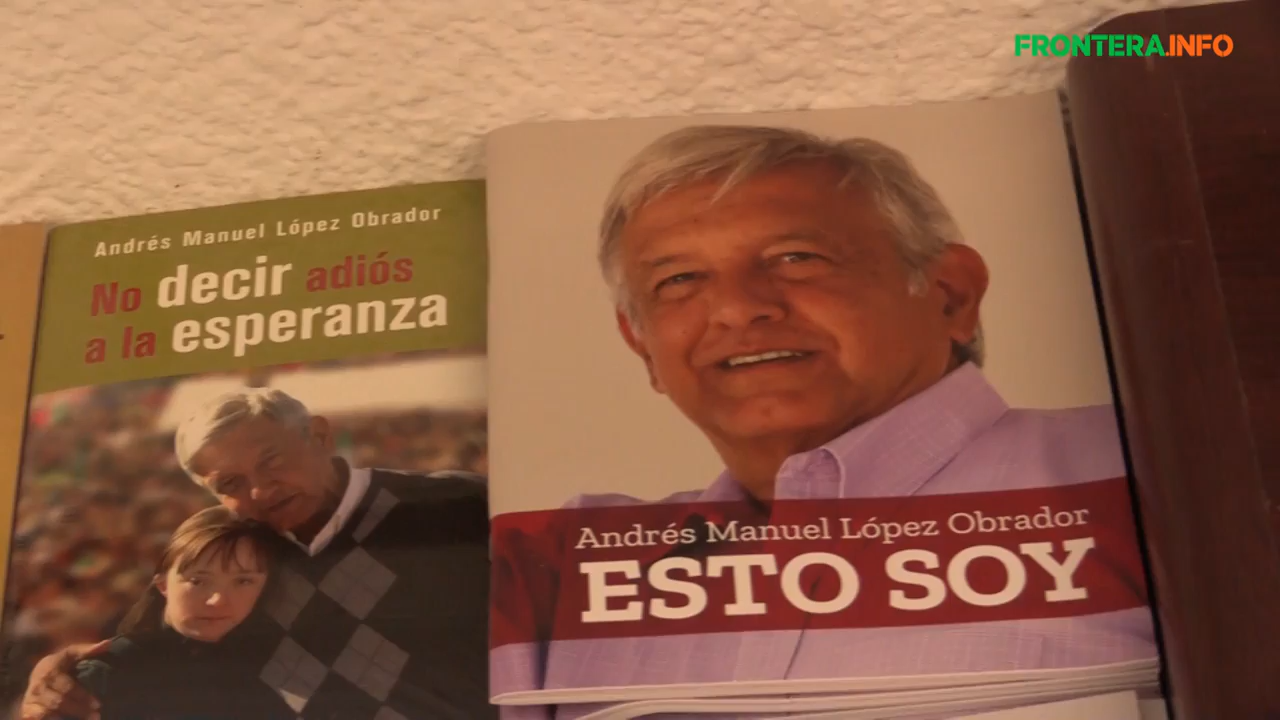 FRONTERA.INFO
Andrés Manuel López Obrador
No decir adiós
a la esperanza
Andrés Manuel López Obrador
ESTO SOY